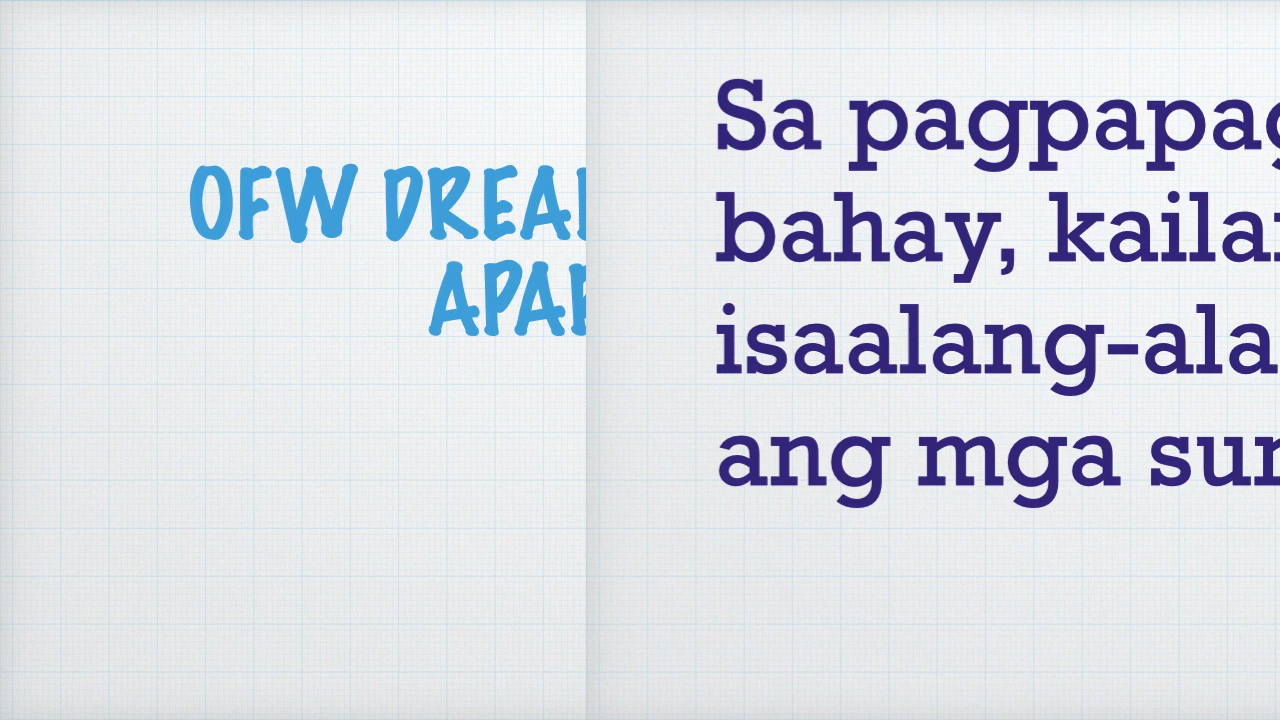 OFW DREA
APA
Sa pagpapag
bahay, kaila
isaalang-ala
ang mga su